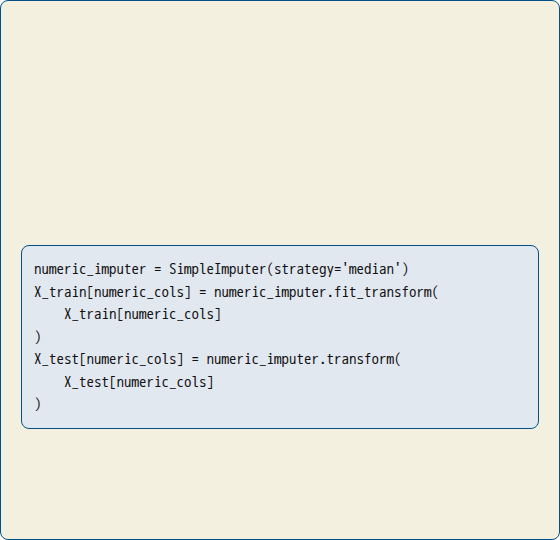 numeric_imputer = SimpleImputer(strategy='median')
X_train[numeric_cols] = numeric_imputer.fit_transform(
    X_train[numeric_cols]
)
X_test[numeric_cols] = numeric_imputer.transform(
    X_test[numeric_cols]
)